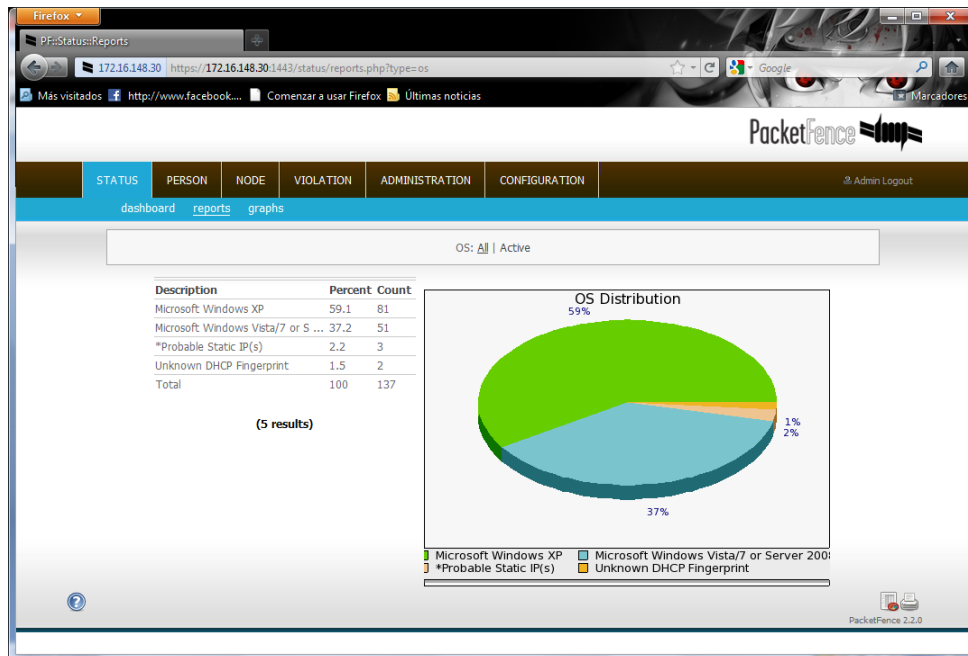 Firefox
PF::Status::Reports
172.16.148.30 https://172.16.148.30:1443/status/reports.php?type=os
Google
Más visitados http://www.facebook.... Comenzar a usar Firefox Últimas noticias Marcadores
PacketFence
STATUS PERSON NODE VIOLATION ADMINISTRATION CONFIGURATION Admin Logout
dashboard reports graphs
OS: All | Active
Description Percent Count
Microsoft Windows XP 59.1 81
Microsoft Windows Vista/7 or S ... 37.2 51
*Probable Static IP(s) 2.2 3
Unknown DHCP Fingerprint 1.5 2
Total 100 137
(5 results)
OS Distribution
59%
1%
2%
37%
Microsoft Windows XP Microsoft Windows Vista/7 or Server 2008
*Probable Static IP(s) Unknown DHCP Fingerprint
PacketFence 2.2.0